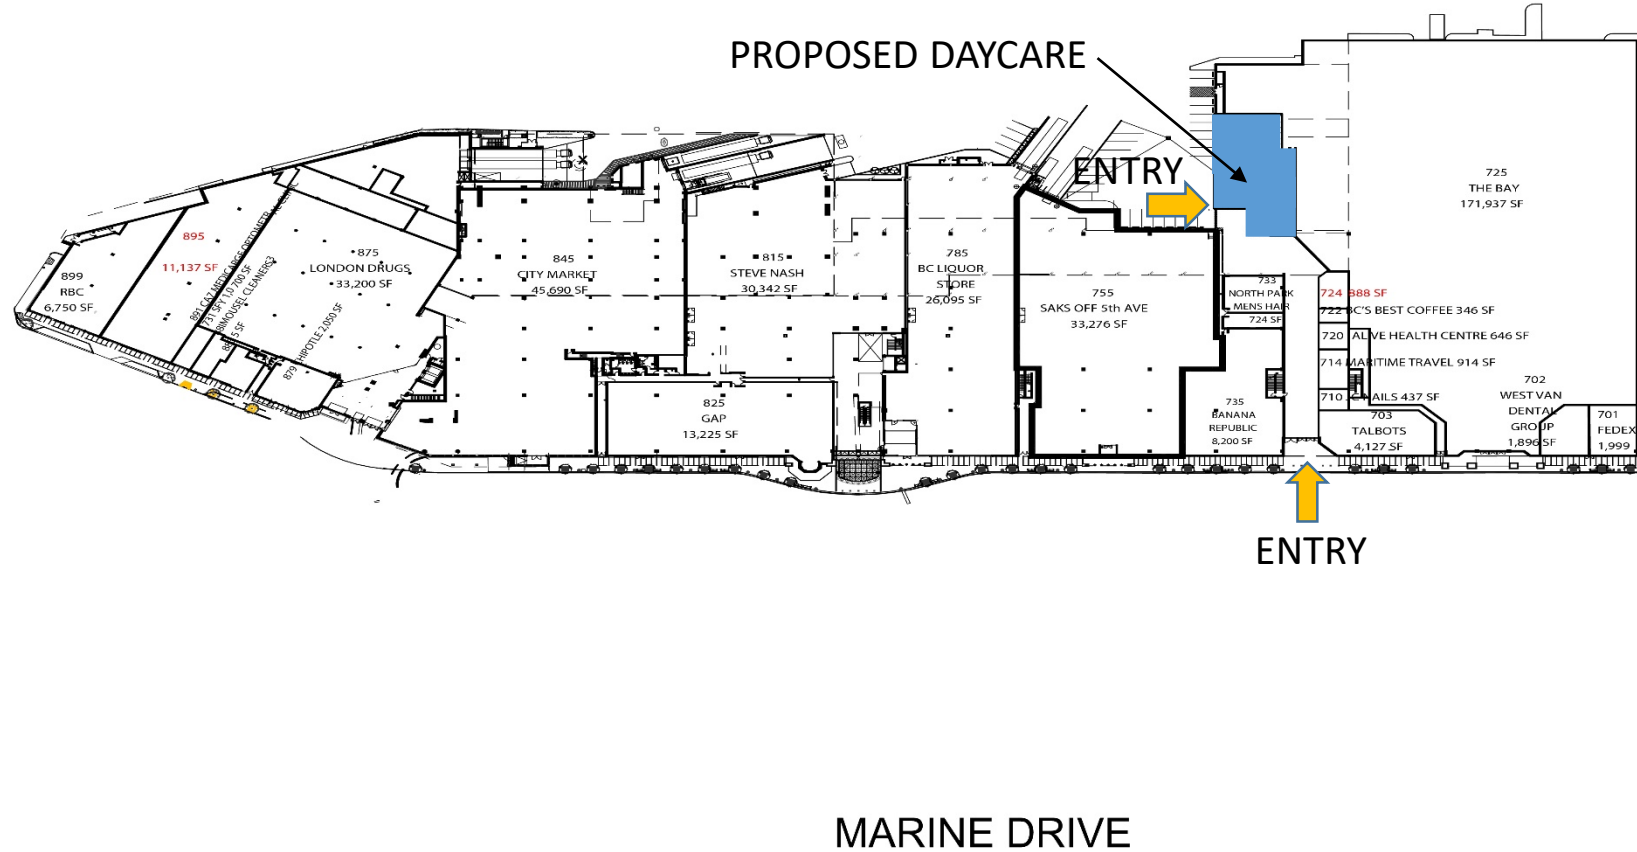 PROPOSED DAYCARE
ENTRY
899
RBC
6,750 SF
895
11,137 SF
875
LONDON DRUGS
33,200 SF
CHIPOTLE 2,050 SF
845
CITY MARKET
45,690 SF
825
GAP
13,225 SF
815
STEVE NASH
30,342 SF
785
BC LIQUOR
STORE
26,095 SF
755
SAKS OFF 5th AVE
33,276 SF
733
NORTH PARK
MENS HAIR
724 SF
735
BANANA
REPUBLIC
8,200 SF
725
THE BAY
171,937 SF
724 888 SF
722 BC'S BEST COFFEE 346 SF
720 ALIVE HEALTH CENTRE 646 SF
714 MARITIME TRAVEL 914 SF
710 NAILS 437 SF
703
TALBOTS
4,127 SF
702
WEST VAN
DENTAL
GROUP
1,896 SF
701
FEDEX
1,999
ENTRY
MARINE DRIVE